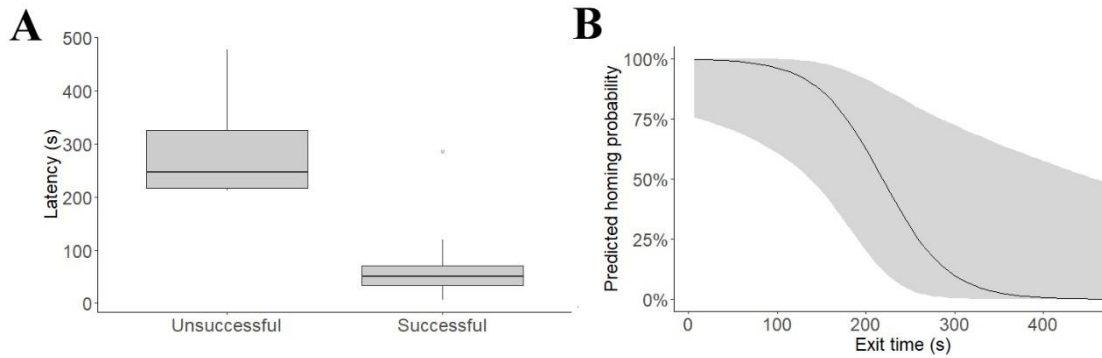 A
500
400
300
200
100
0
Latency (s)
Unsuccessful Successful
B
100%
75%
50%
25%
0%
Predicted homing probability
0 100 200 300 400
Exit time (s)